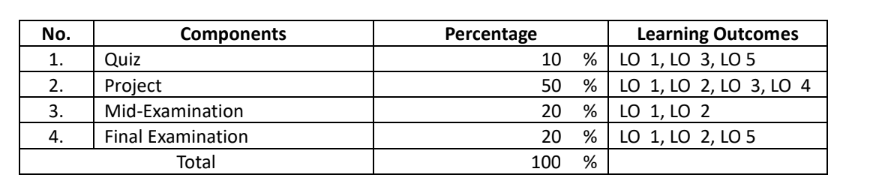 No. Components Percentage Learning Outcomes
1. Quiz 10 % LO 1, LO 3, LO 5
2. Project 50 % LO 1, LO 2, LO 3, LO 4
3. Mid-Examination 20 % LO 1, LO 2
4. Final Examination 20 % LO 1, LO 2, LO 5
Total 100 %